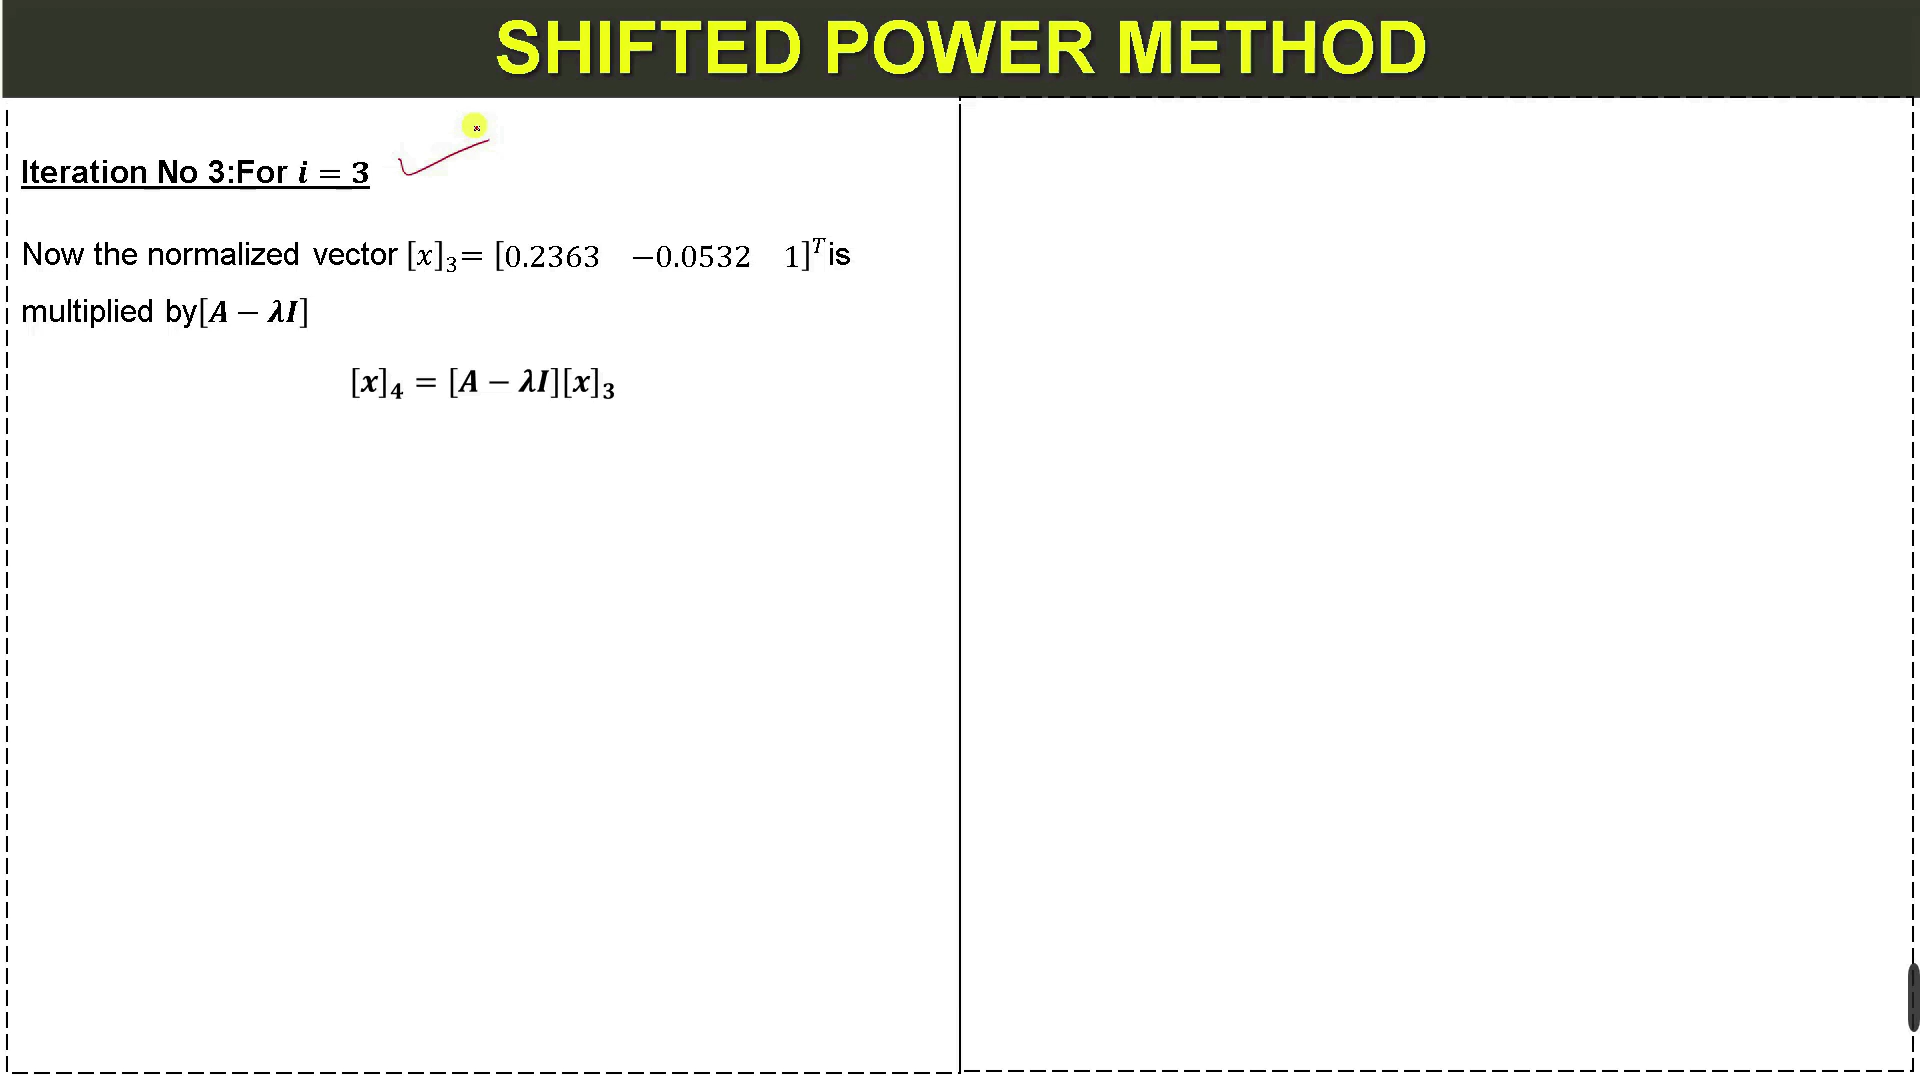 SHIFTED POWER METHOD
Iteration No 3:For 𝒊 = 𝟑
Now the normalized vector [𝑥]₃= [0.2363 −0.0532 1]ᵀis
multiplied by[𝑨 − 𝝀𝑰]
[𝒙]₄ = [𝑨 − 𝝀𝑰][𝒙]₃